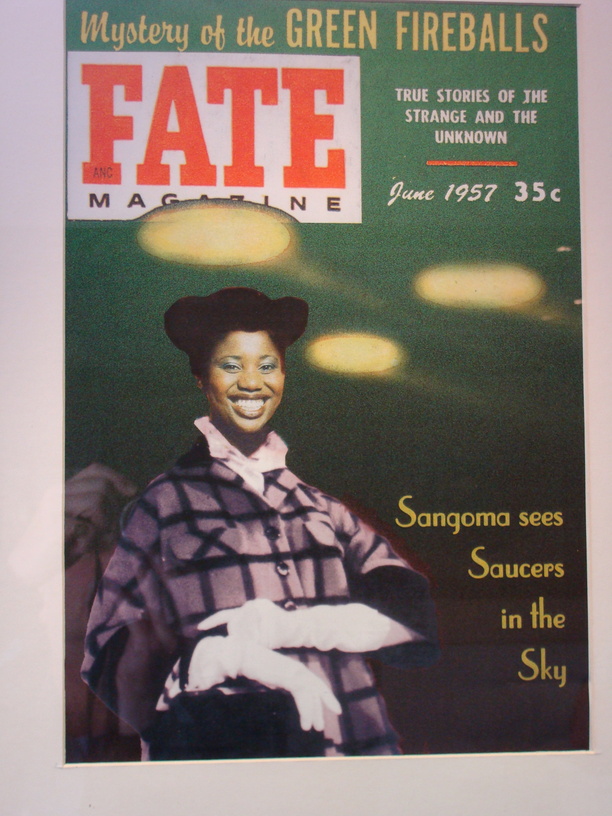 Mystery of the GREEN FIREBALLS
FATE
MAGAZINE
TRUE STORIES OF THE
STRANGE AND THE
UNKNOWN
June 1957 35c
Sangoma sees
Saucers
in the
Sky